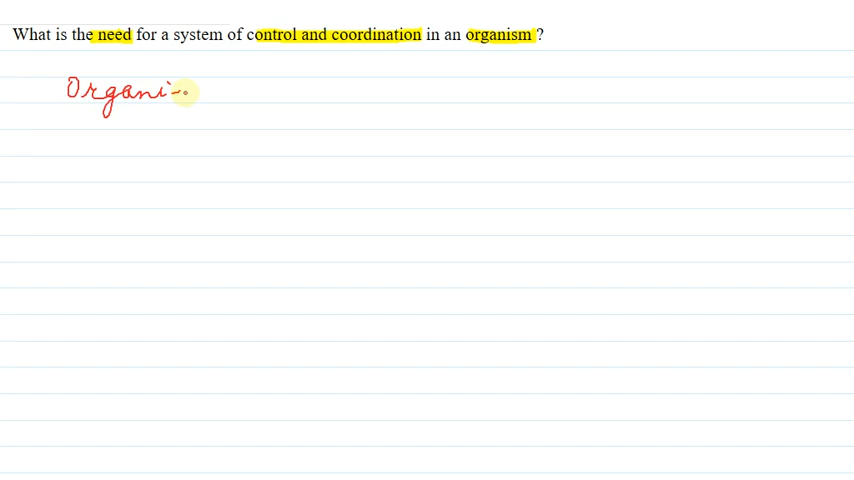 What is the need for a system of control and coordination in an organism ?
Organi